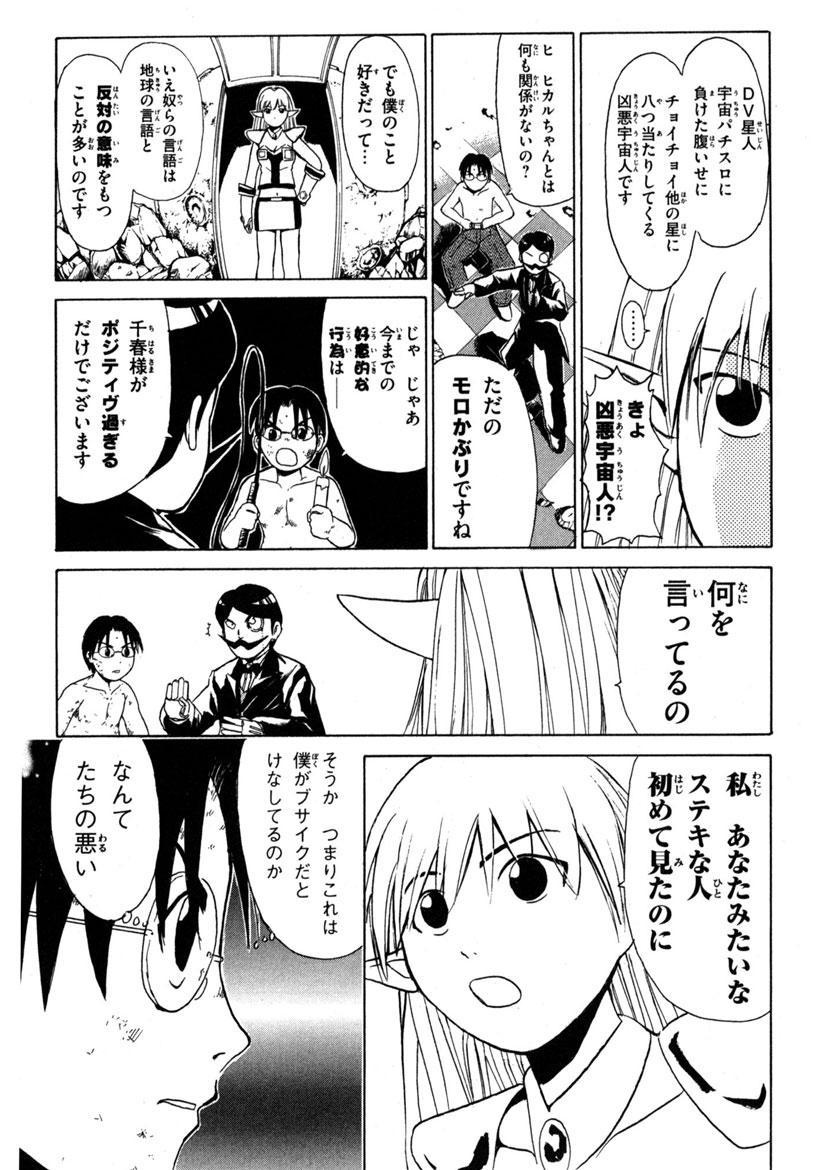 DV星人
宇宙パチスロに
負けた腹いせに
チョイチョイ他の星に
八つ当たりしてくる
凶悪宇宙人です
……
きょ
凶悪宇宙人!?
ヒ ヒカルちゃんとは
何も関係がないの？
ただの
モロかぶりですね
でも僕のこと
好きだって…
いえ奴らの言語は
地球の言語と
反対の意味をもつ
ことが多いのです
じゃ じゃあ
今までの
好意的な
行為は―
千春様が
ポジティヴ過ぎる
だけでございます
何を
言ってるの
私 あなたみたいな
ステキな人
初めて見たのに
そうか つまりこれは
僕がブサイクだと
けなしてるのか
なんて
たちの悪い